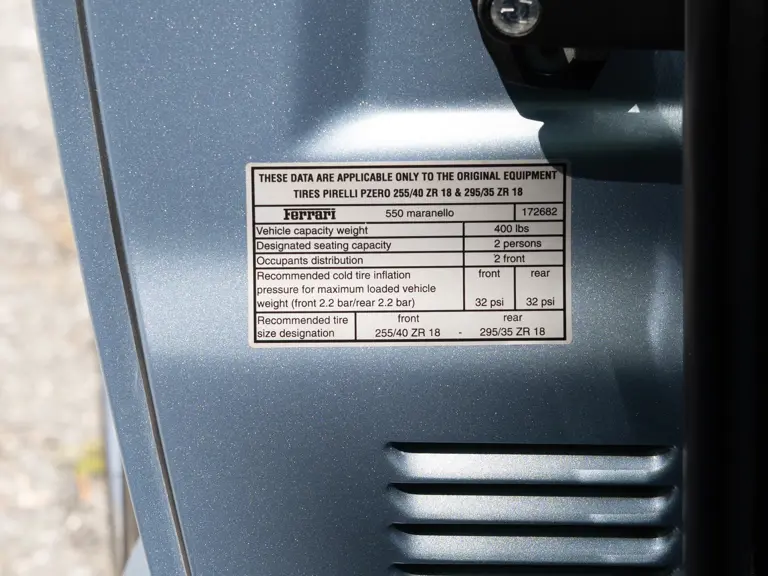 THESE DATA ARE APPLICABLE ONLY TO THE ORIGINAL EQUIPMENT
TIRES PIRELLI PZERO 255/40 ZR 18 & 295/35 ZR 18
Ferrari 550 maranello 172682
Vehicle capacity weight 400 lbs
Designated seating capacity 2 persons
Occupants distribution 2 front
Recommended cold tire inflation front rear
pressure for maximum loaded vehicle
weight (front 2.2 bar/rear 2.2 bar) 32 psi 32 psi
Recommended tire front rear
size designation 255/40 ZR 18 - 295/35 ZR 18